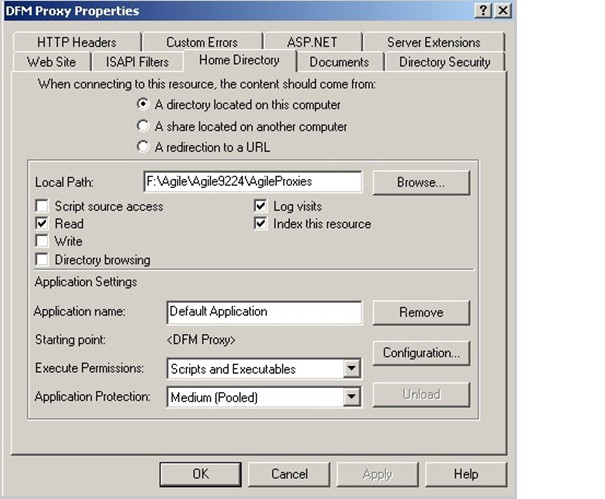 DFM Proxy Properties
HTTP Headers Custom Errors ASP.NET Server Extensions
Web Site ISAPI Filters Home Directory Documents Directory Security
When connecting to this resource, the content should come from:
A directory located on this computer
A share located on another computer
A redirection to a URL
Local Path: F:\Agile\Agile9224\AgileProxies Browse...
Script source access Log visits
Read Index this resource
Write
Directory browsing
Application Settings
Application name: Default Application Remove
Starting point: <DFM Proxy>
Configuration...
Execute Permissions: Scripts and Executables
Application Protection: Medium (Pooled) Unload
OK Cancel Apply Help